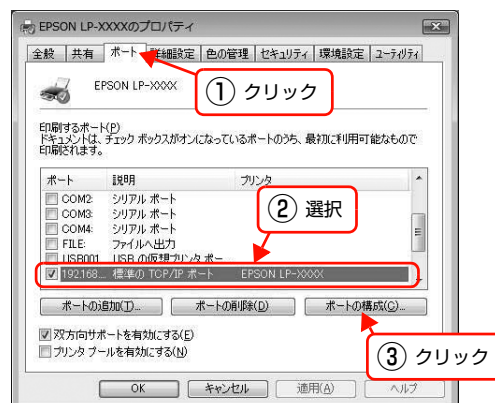 EPSON LP-XXXXのプロパティ
全般 共有 ポート 詳細設定 色の管理 セキュリティ 環境設定 ユーティリティ
EPSON LP-XXXX
① クリック
印刷するポート(P)
ドキュメントは、チェック ボックスがオンになっているポートのうち、最初に利用可能なもので
印刷されます。
ポート 説明 プリンタ
COM2: シリアル ポート
COM3: シリアル ポート
② 選択
COM4: シリアル ポート
FILE: ファイルへ出力
USB001 USB の仮想プリンタ ポー...
192.168... 標準の TCP/IP ポート EPSON LP-XXXX
ポートの追加(T)... ポートの削除(D) ポートの構成(C)...
双方向サポートを有効にする(E)
プリンタ プールを有効にする(N)
③ クリック
OK キャンセル 適用(A) ヘルプ